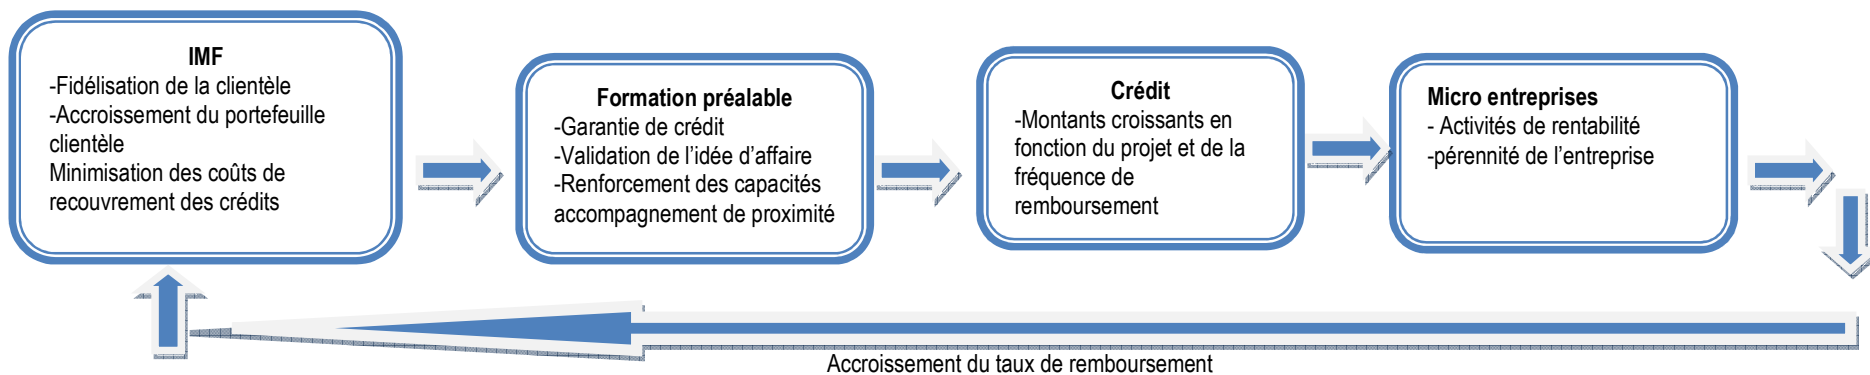 IMF
-Fidélisation de la clientèle
-Accroissement du portefeuille
clientèle
Minimisation des coûts de
recouvrement des crédits
Formation préalable
-Garantie de crédit
-Validation de l'idée d'affaire
-Renforcement des capacités
accompagnement de proximité
Crédit
-Montants croissants en
fonction du projet et de la
fréquence de
remboursement
Micro entreprises
- Activités de rentabilité
-pérennité de l'entreprise
Accroissement du taux de remboursement